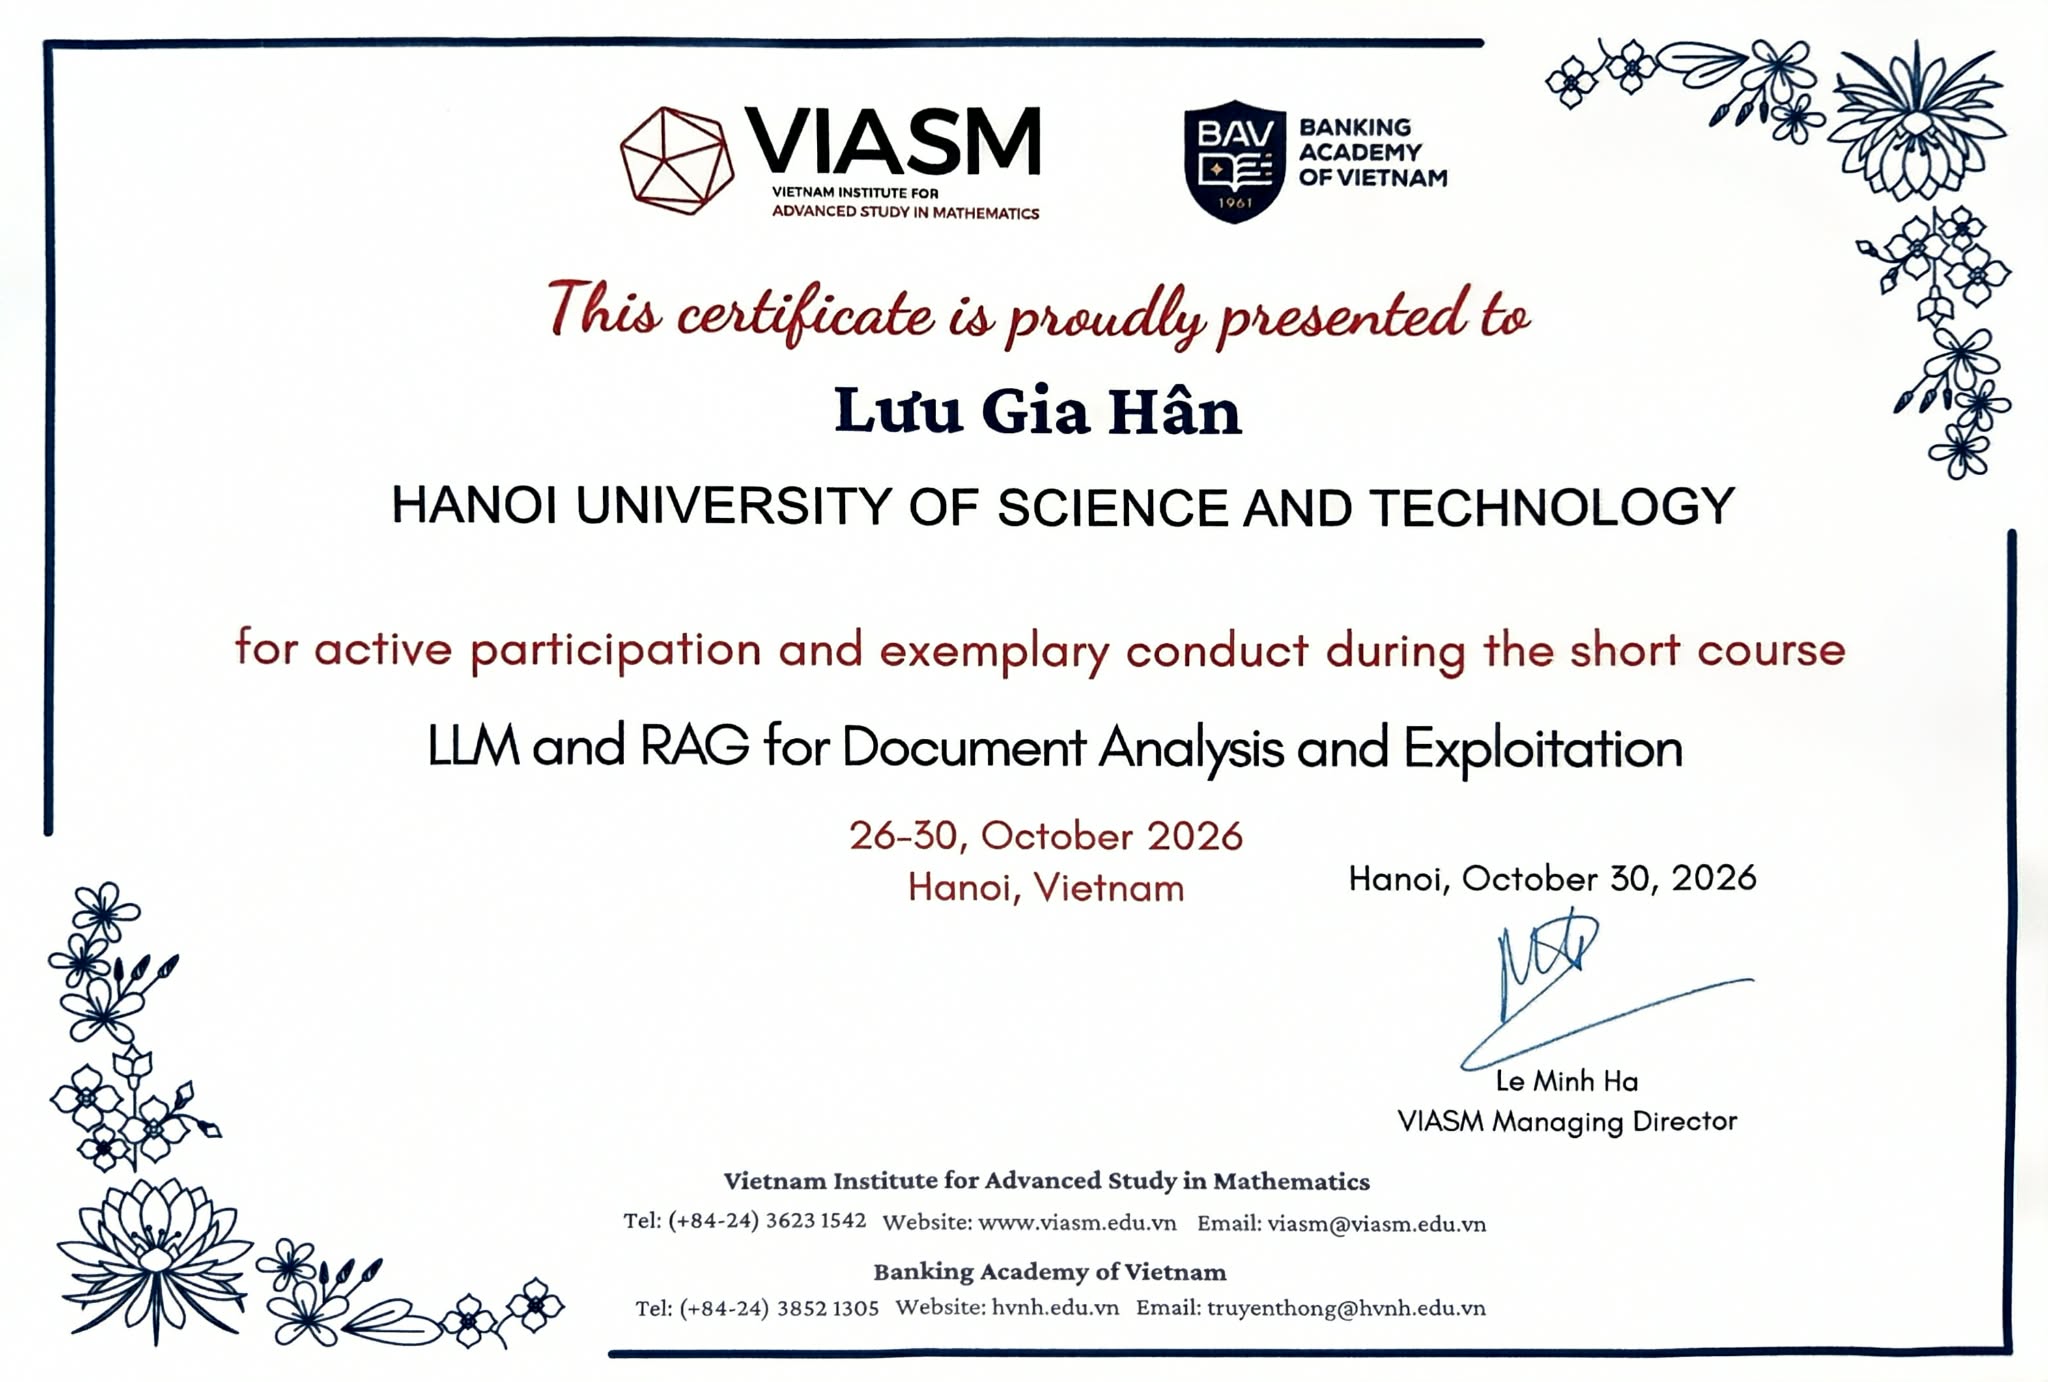 VIASM
VIETNAM INSTITUTE FOR
ADVANCED STUDY IN MATHEMATICS
BAV
1961
BANKING
ACADEMY
OF VIETNAM
This certificate is proudly presented to
Lưu Gia Hân
HANOI UNIVERSITY OF SCIENCE AND TECHNOLOGY
for active participation and exemplary conduct during the short course
LLM and RAG for Document Analysis and Exploitation
26-30, October 2026
Hanoi, Vietnam
Hanoi, October 30, 2026
Le Minh Ha
VIASM Managing Director
Vietnam Institute for Advanced Study in Mathematics
Tel: (+84-24) 3623 1542 Website: www.viasm.edu.vn Email: viasm@viasm.edu.vn
Banking Academy of Vietnam
Tel: (+84-24) 3852 1305 Website: hvnh.edu.vn Email: truyenthong@hvnh.edu.vn